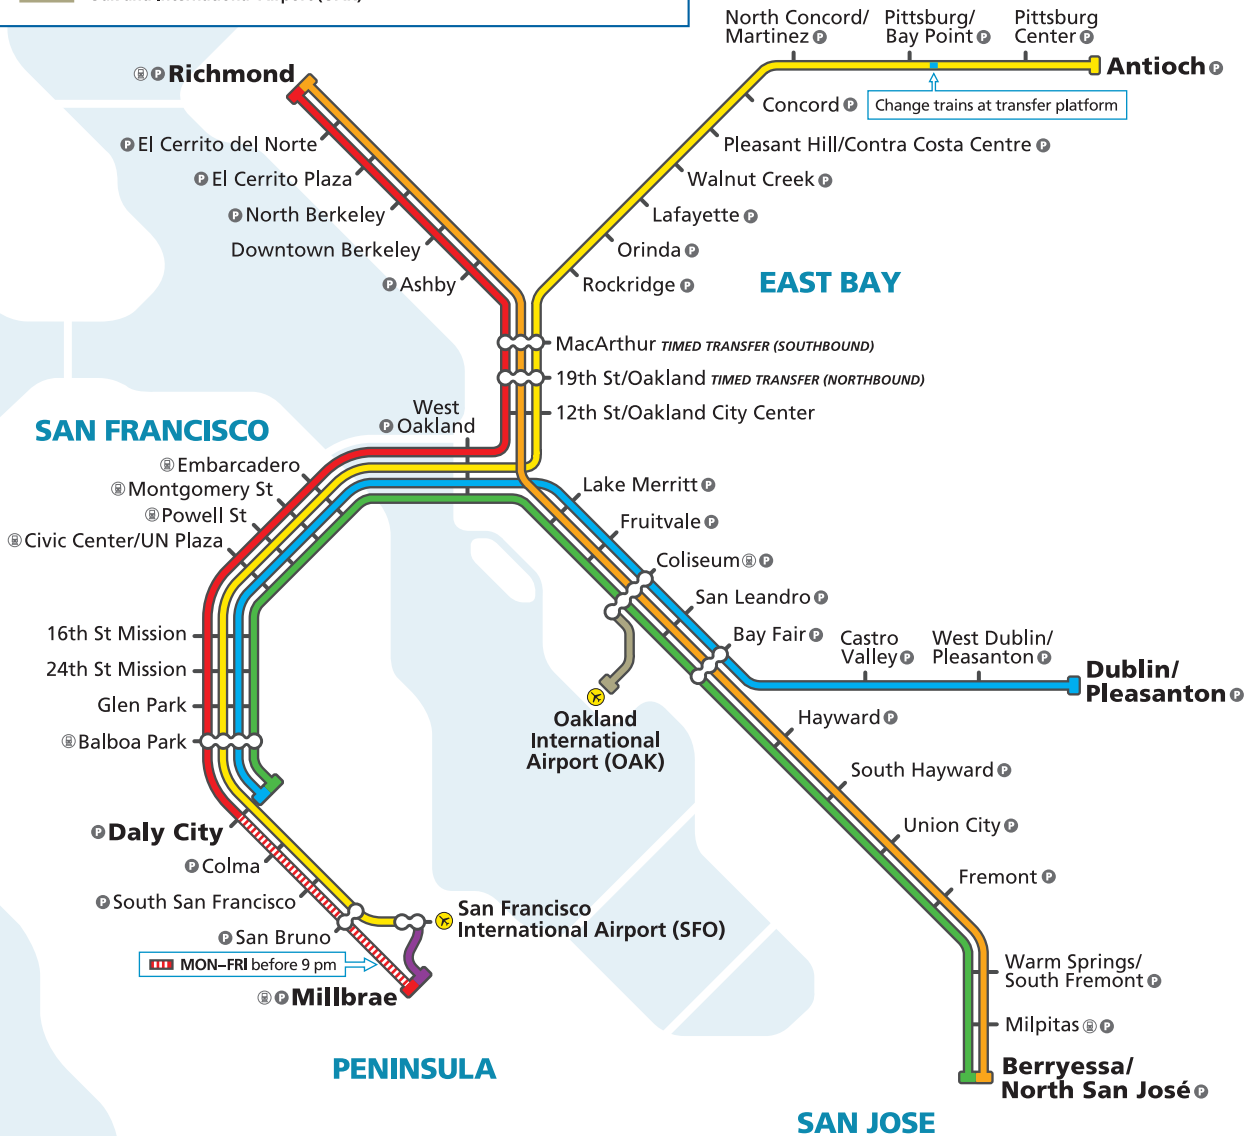 North Concord/
Martinez P
Pittsburg/
Bay Point P
Pittsburg
Center P
Antioch P
Change trains at transfer platform
Concord P
Pleasant Hill/Contra Costa Centre P
Walnut Creek P
Lafayette P
Orinda P
Rockridge P
EAST BAY
P Richmond
P El Cerrito del Norte
P El Cerrito Plaza
P North Berkeley
Downtown Berkeley
P Ashby
MacArthur TIMED TRANSFER (SOUTHBOUND)
19th St/Oakland TIMED TRANSFER (NORTHBOUND)
12th St/Oakland City Center
West
P Oakland
SAN FRANCISCO
Embarcadero
Montgomery St
Powell St
Civic Center/UN Plaza
16th St Mission
24th St Mission
Glen Park
Balboa Park
P Daly City
P Colma
P South San Francisco
P San Bruno
MON–FRI before 9 pm
P Millbrae
San Francisco
International Airport (SFO)
PENINSULA
Lake Merritt P
Fruitvale P
Coliseum P
San Leandro P
Bay Fair P
Castro
Valley P
West Dublin/
Pleasanton P
Dublin/
Pleasanton P
Oakland
International
Airport (OAK)
Hayward P
South Hayward P
Union City P
Fremont P
Warm Springs/
South Fremont P
Milpitas P
Berryessa/
North San José P
SAN JOSE